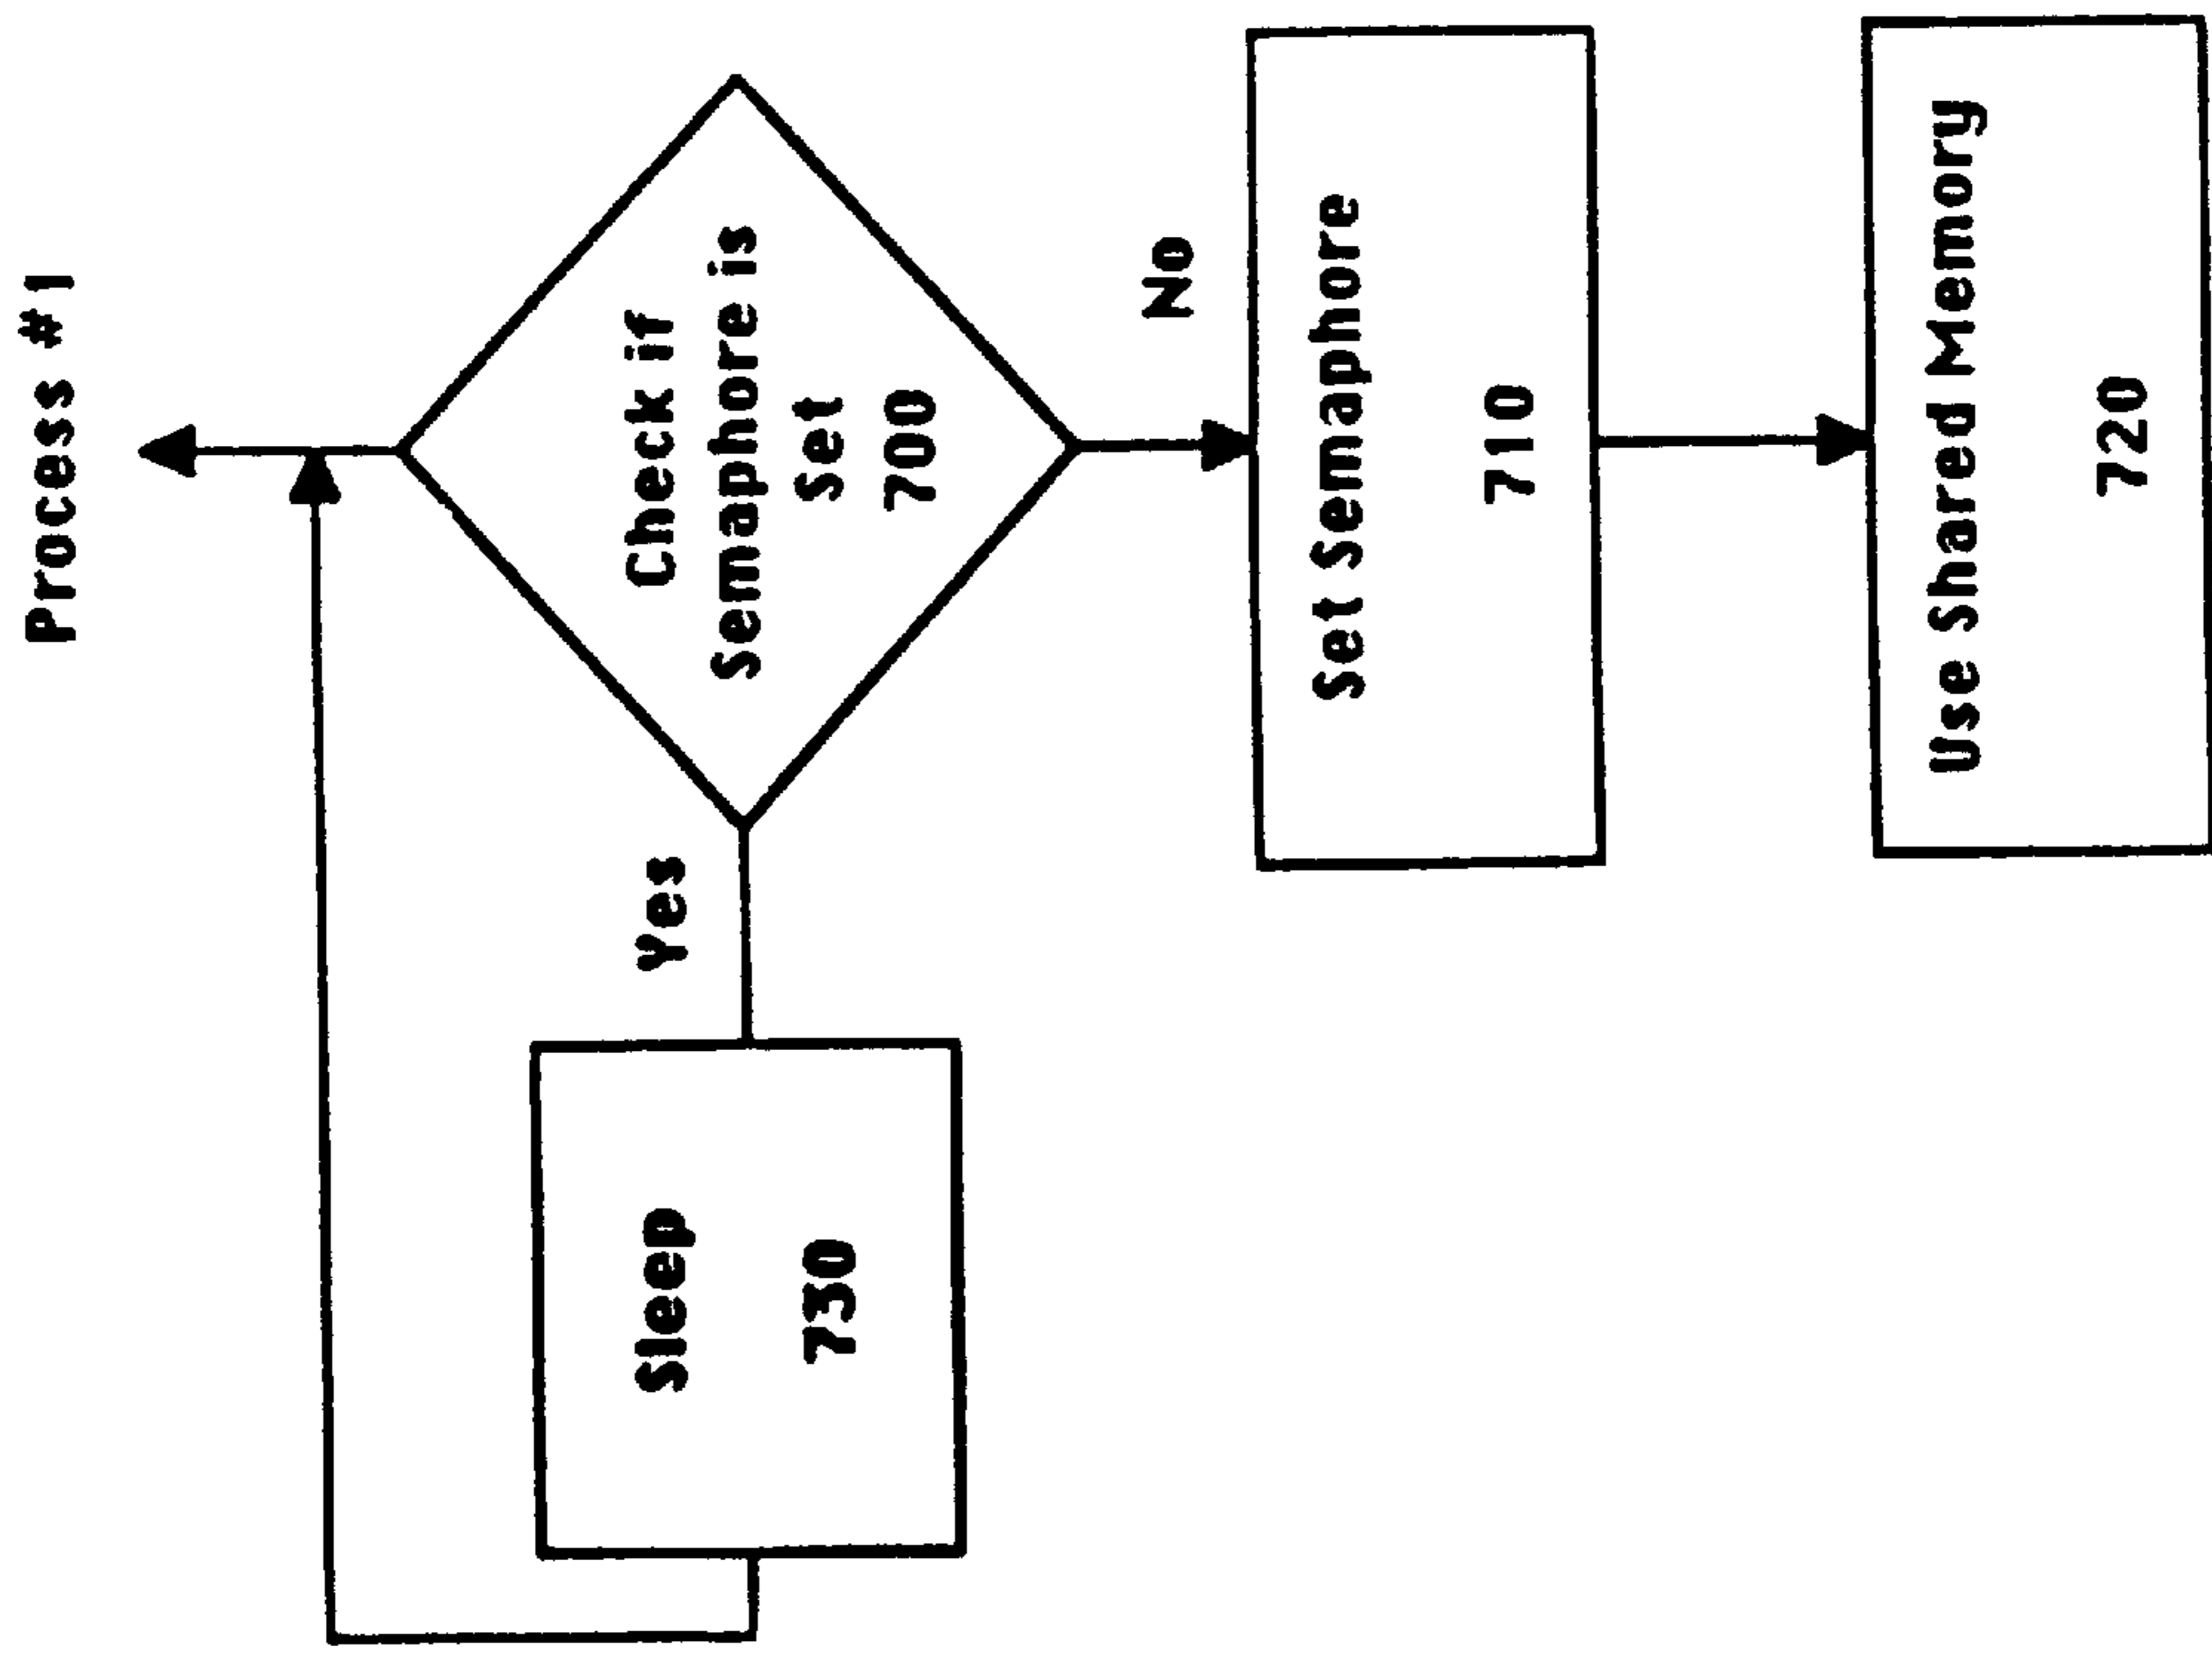 Process #1
Check if
Semaphore is
Set
700
Yes
No
Sleep
730
Set Semaphore
710
Use Shared Memory
720